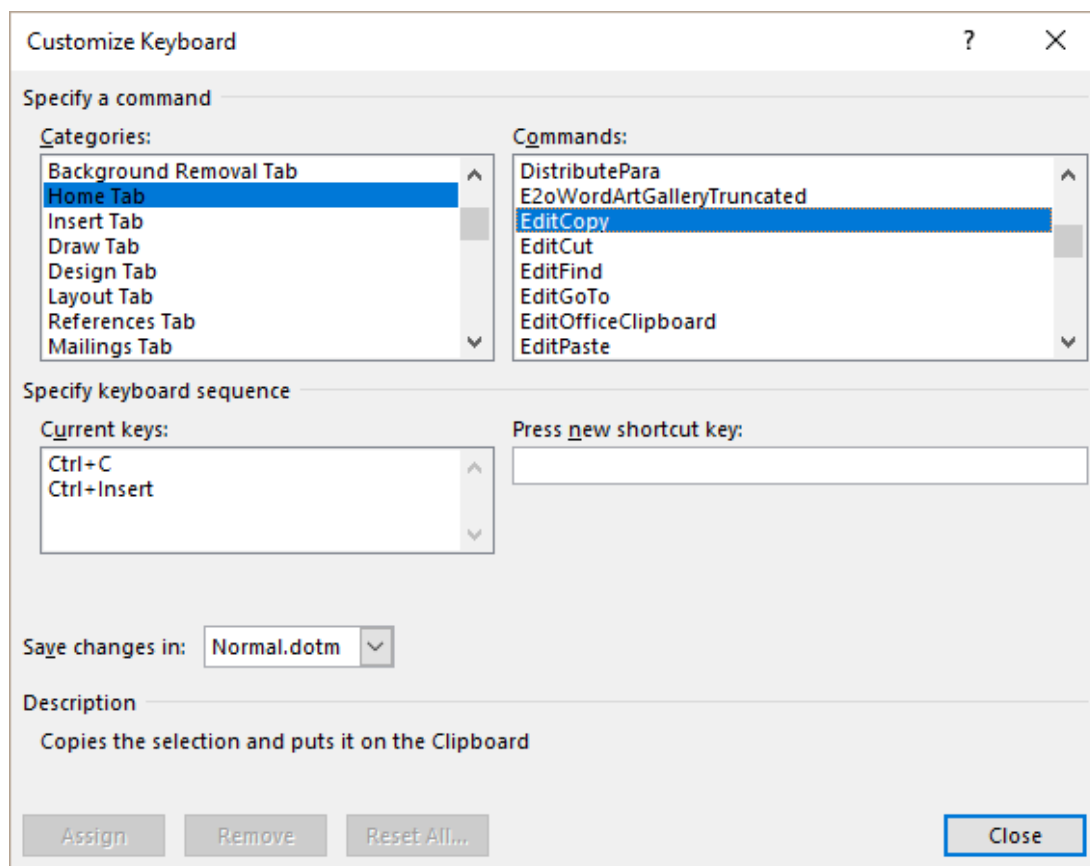 Customize Keyboard
Specify a command
Categories:
Background Removal Tab
Home Tab
Insert Tab
Draw Tab
Design Tab
Layout Tab
References Tab
Mailings Tab
Commands:
DistributePara
E2oWordArtGalleryTruncated
EditCopy
EditCut
EditFind
EditGoTo
EditOfficeClipboard
EditPaste
Specify keyboard sequence
Current keys:
Ctrl+C
Ctrl+Insert
Press new shortcut key:
Save changes in: Normal.dotm
Description
Copies the selection and puts it on the Clipboard
Assign Remove Reset All... Close